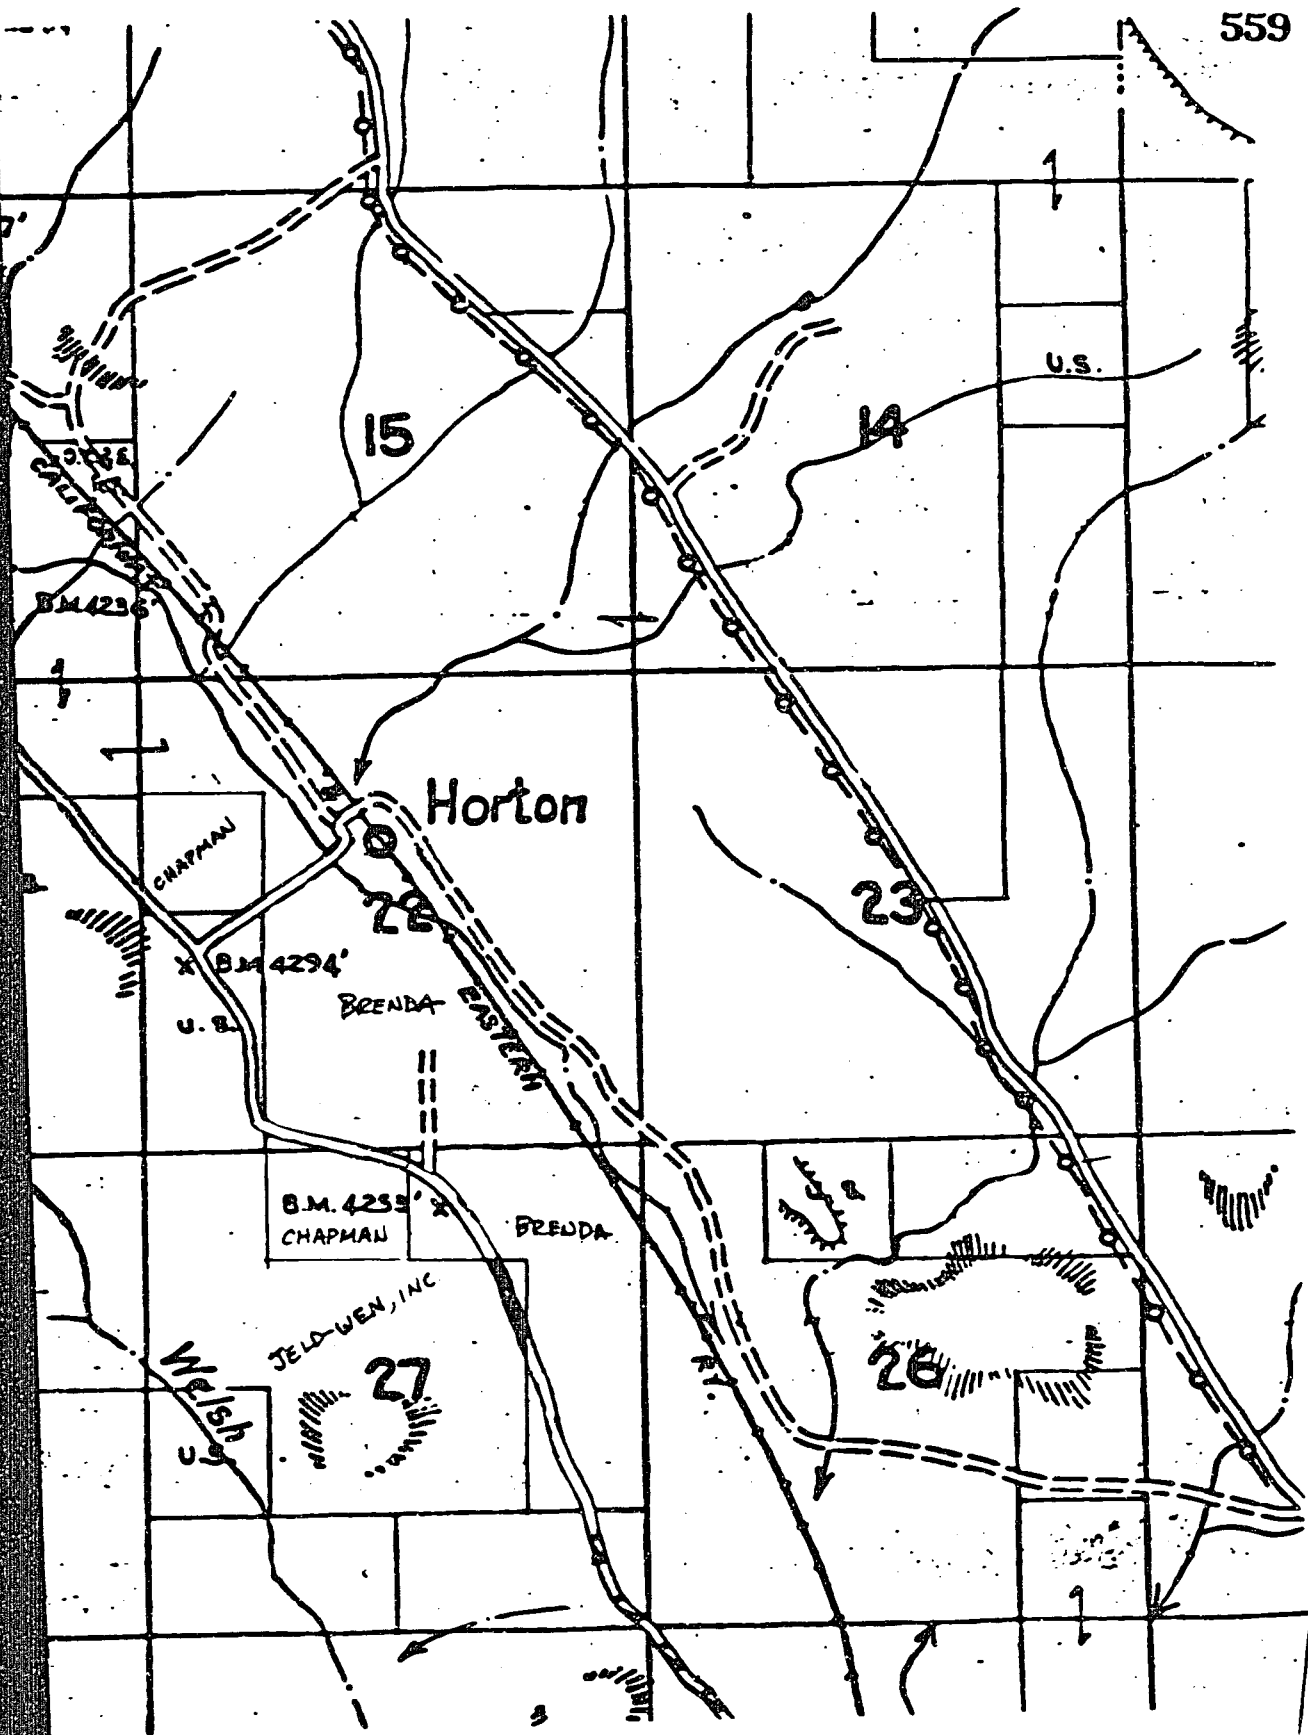 559
7'
U.S.
15
14
B.M. 4236'
Horton
CHAPMAN
22
23
B.M 4294'
BRENDA
U.S.
EASTERN
B.M. 4233'
CHAPMAN
BRENDA
JELD-WEN, INC
27
26
RY.
Welsh
U S